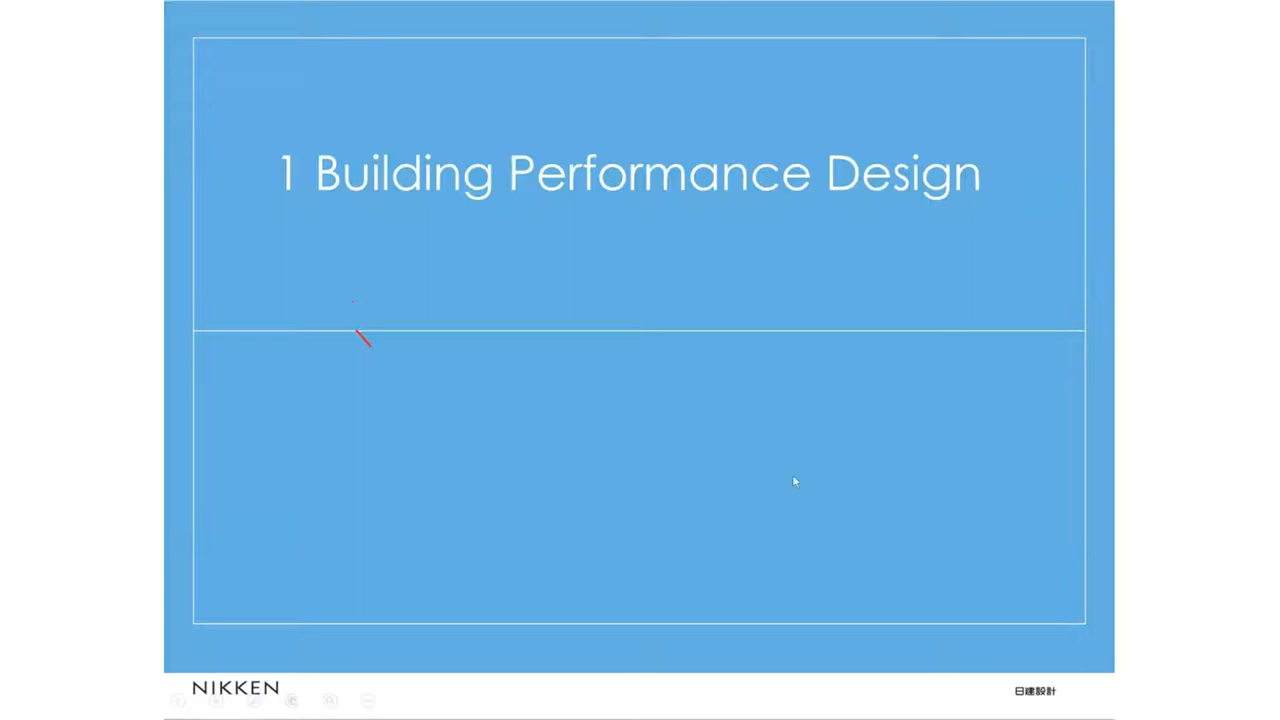 1 Building Performance Design
NIKKEN
日建設計